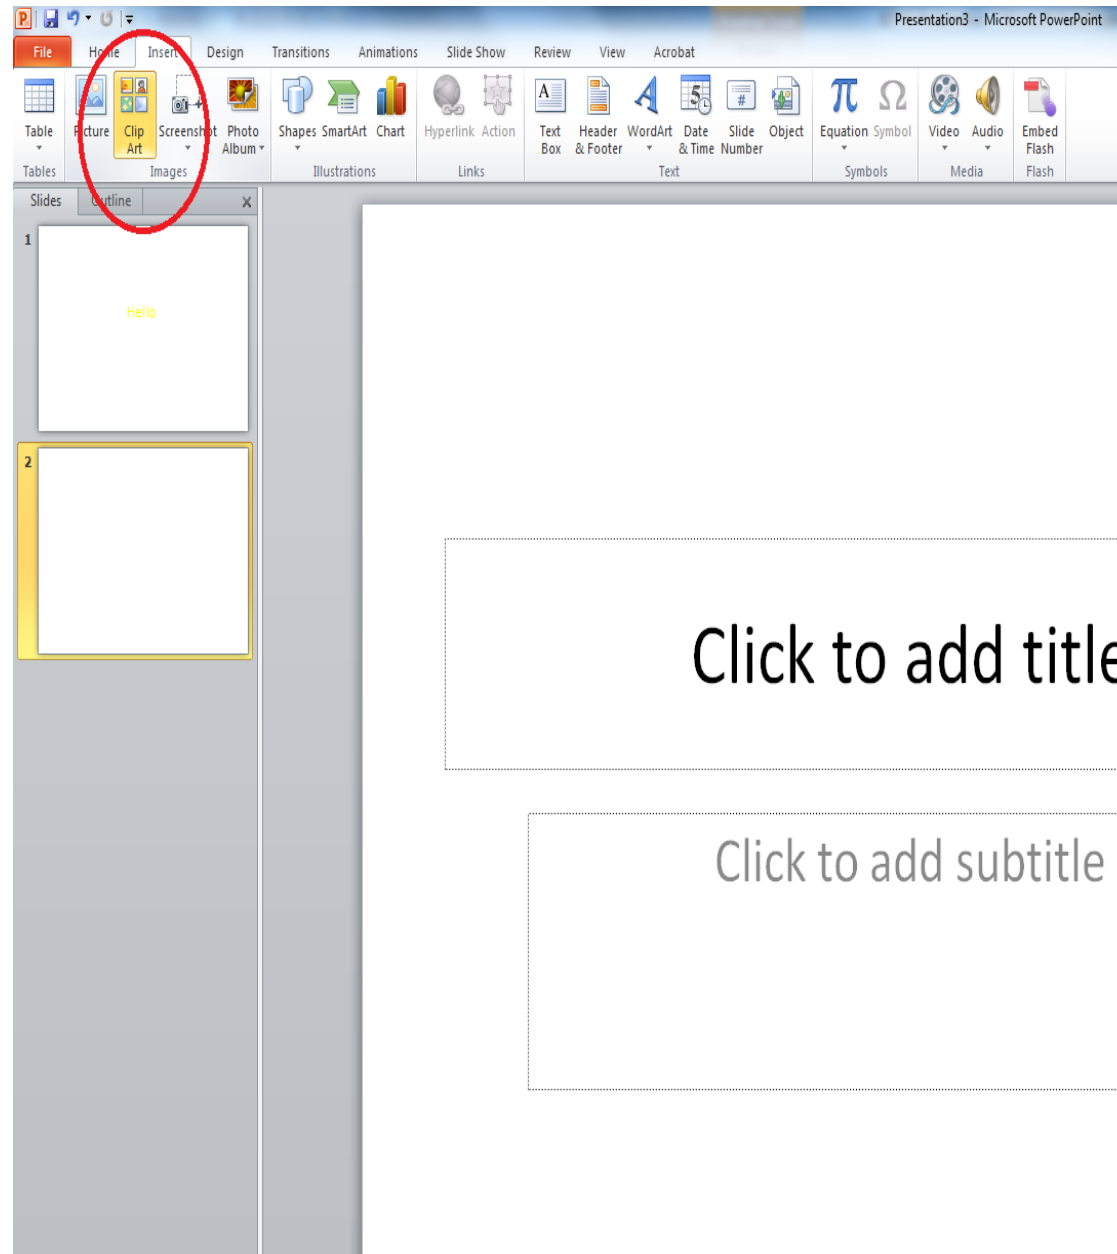 Presentation3 - Microsoft PowerPoint
File Home Insert Design Transitions Animations Slide Show Review View Acrobat
Table Picture Clip Art Screenshot Photo Album Shapes SmartArt Chart Hyperlink Action Text Box Header & Footer WordArt Date & Time Slide Number Object Equation Symbol Video Audio Embed Flash
Tables Images Illustrations Links Text Symbols Media Flash
Slides Outline
1
Hello
2
Click to add title
Click to add subtitle